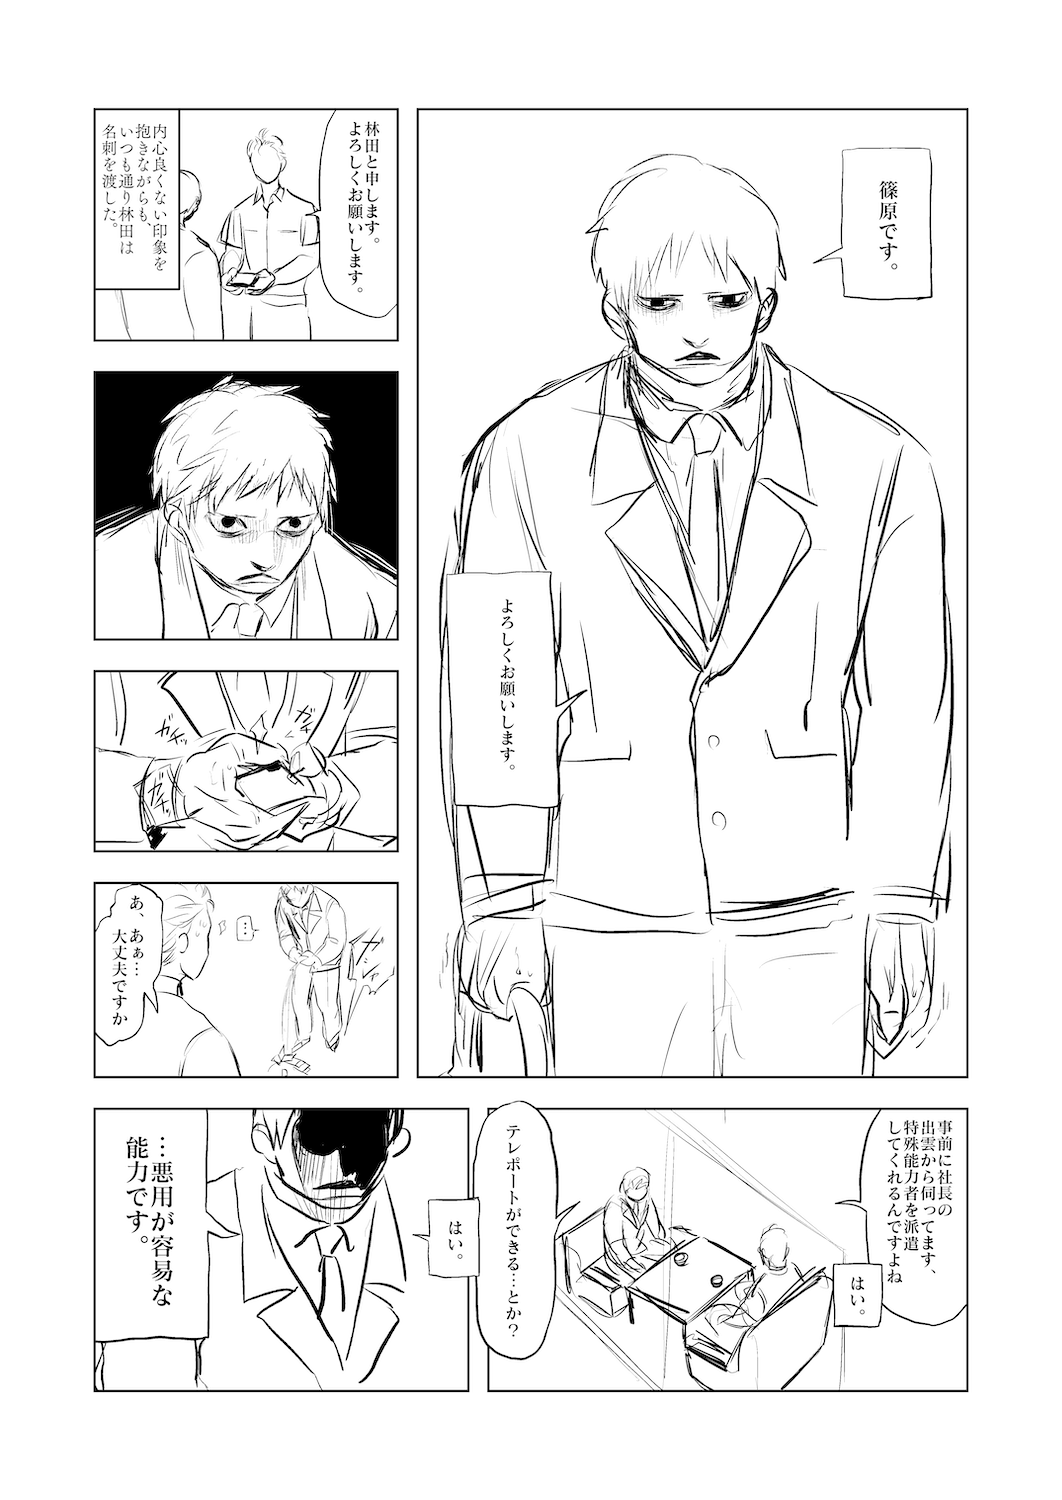 篠原です。
よろしくお願いします。
林田と申します。
よろしくお願いします。
内心良くない印象を
抱きながらも、
いつも通り林田は
名刺を渡した。
ガチッ
ガチ
ガチッ
…
ガシャン
あ、あぁ…
大丈夫ですか
事前に社長の
出雲から伺ってます、
特殊能力者を派遣
してくれるんですよね
はい。
テレポートができる…とか?
はい。
…悪用が容易な
能力です。